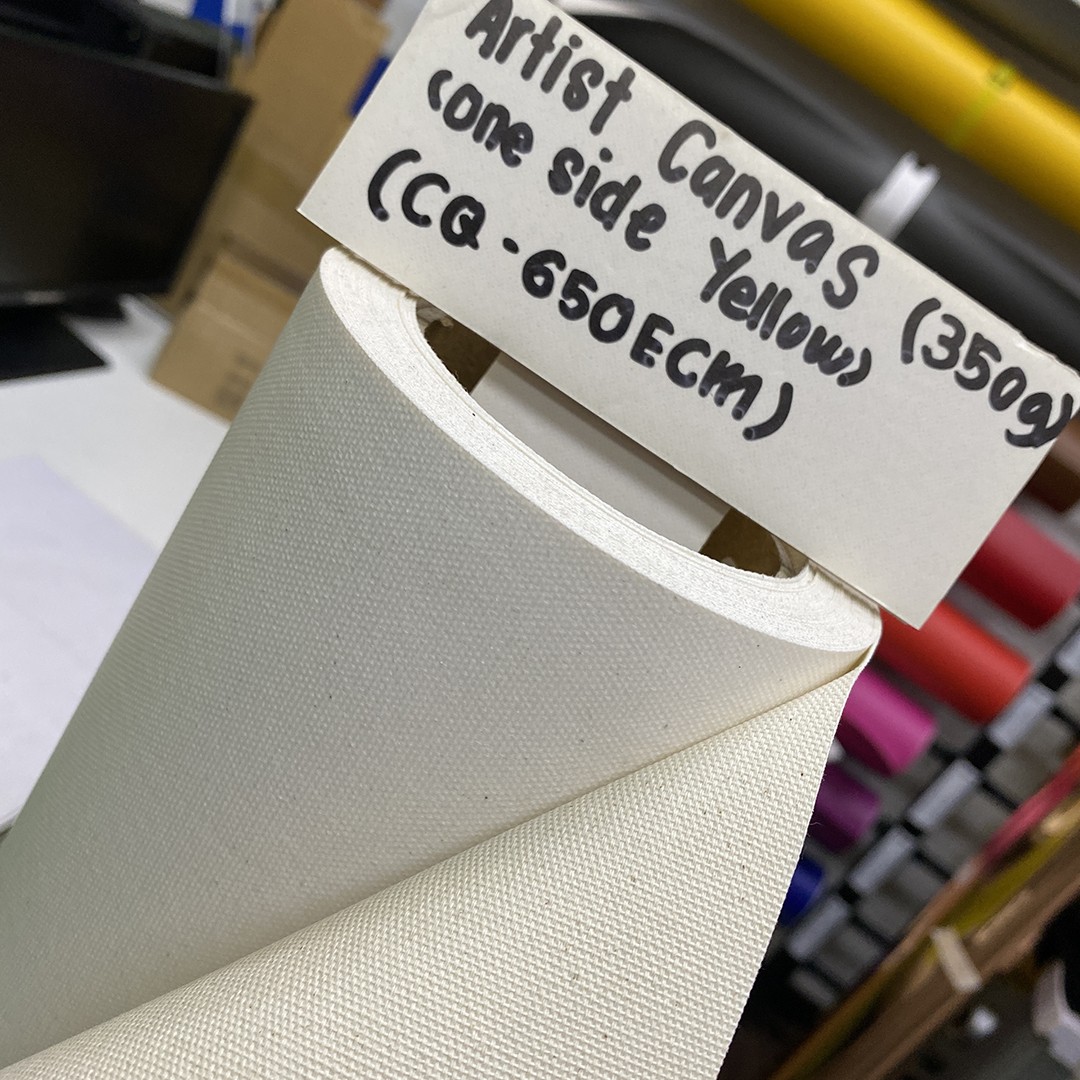 Artist Canvas (350g)
(one side Yellow)
(CQ-650ECM)